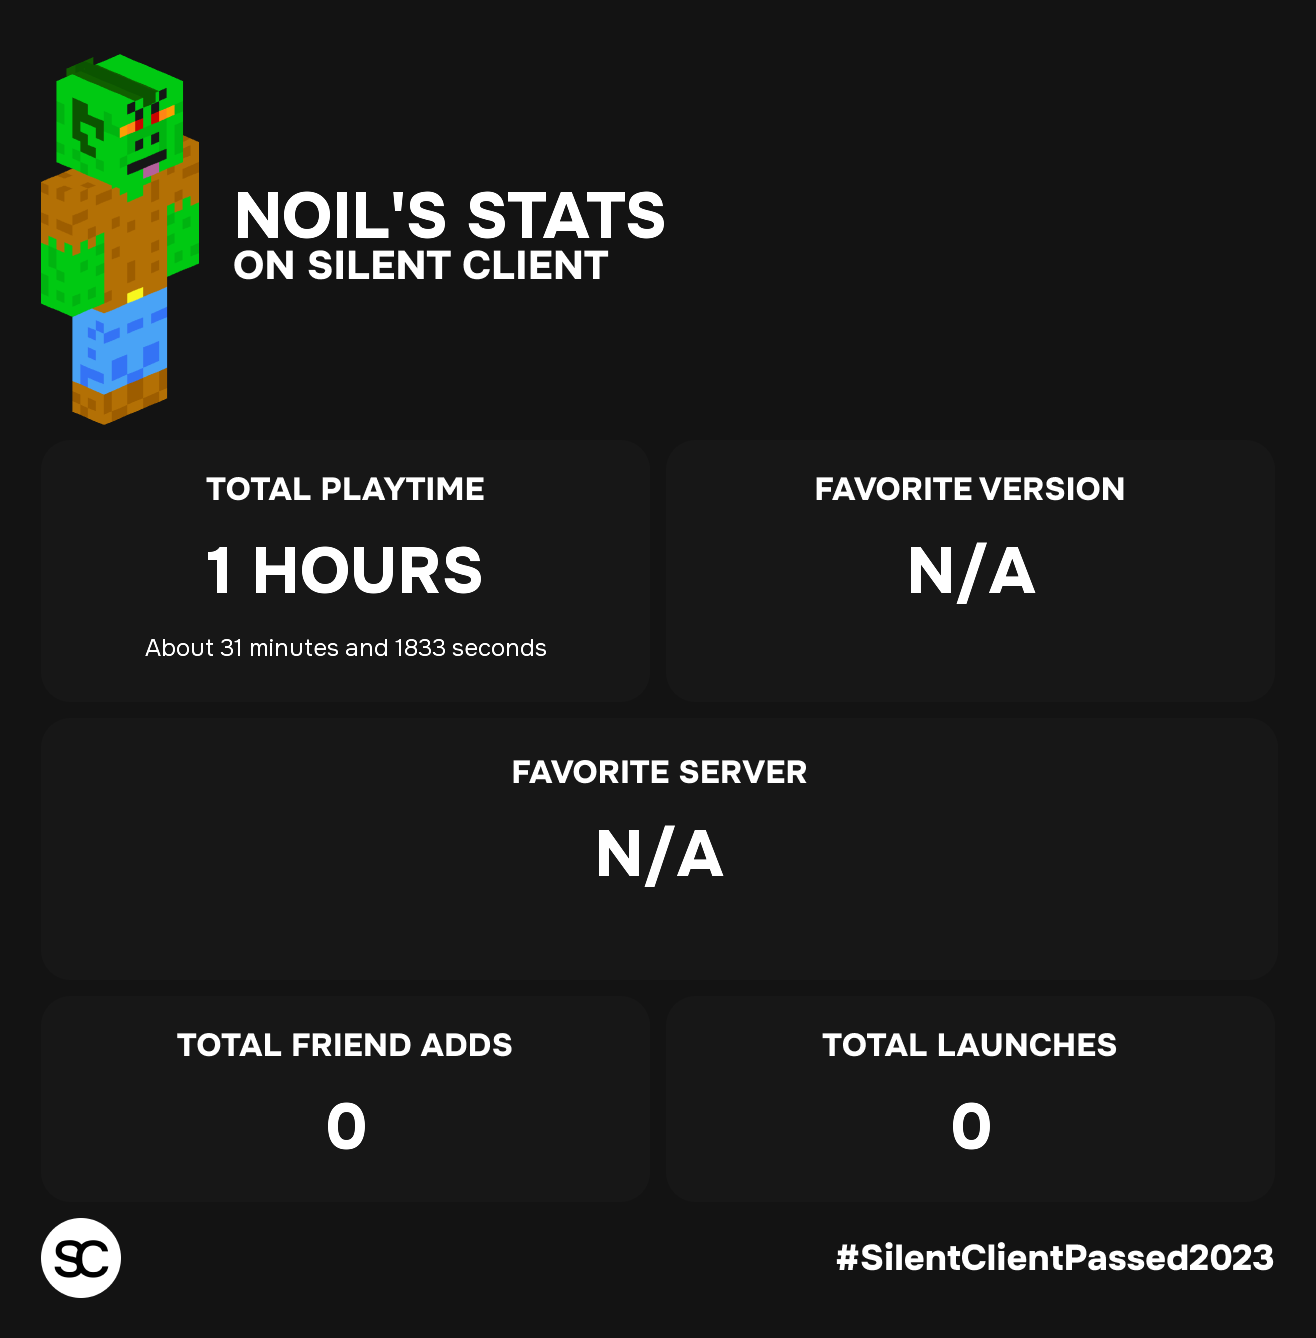 NOIL'S STATS
ON SILENT CLIENT
TOTAL PLAYTIME
1 HOURS
About 31 minutes and 1833 seconds
FAVORITE VERSION
N/A
FAVORITE SERVER
N/A
TOTAL FRIEND ADDS
0
TOTAL LAUNCHES
0
SC
#SilentClientPassed2023